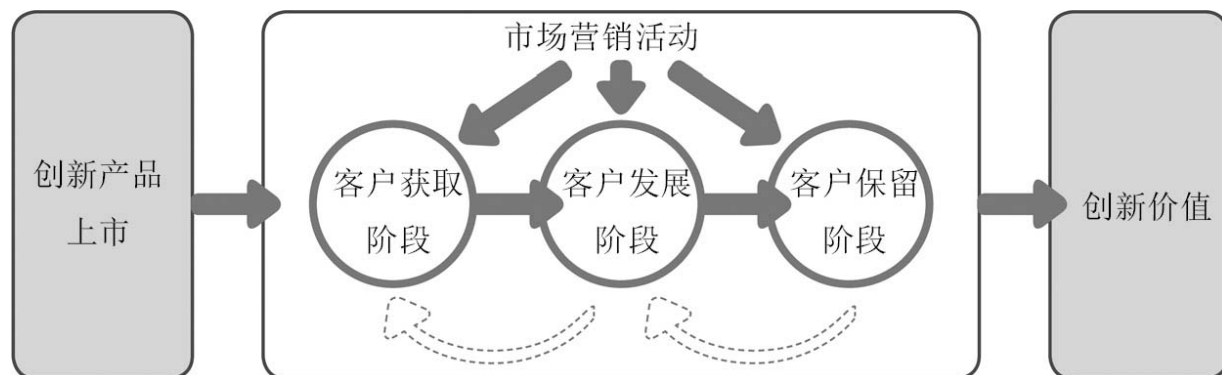 市场营销活动
创新产品
上市
客户获取
阶段
客户发展
阶段
客户保留
阶段
创新价值